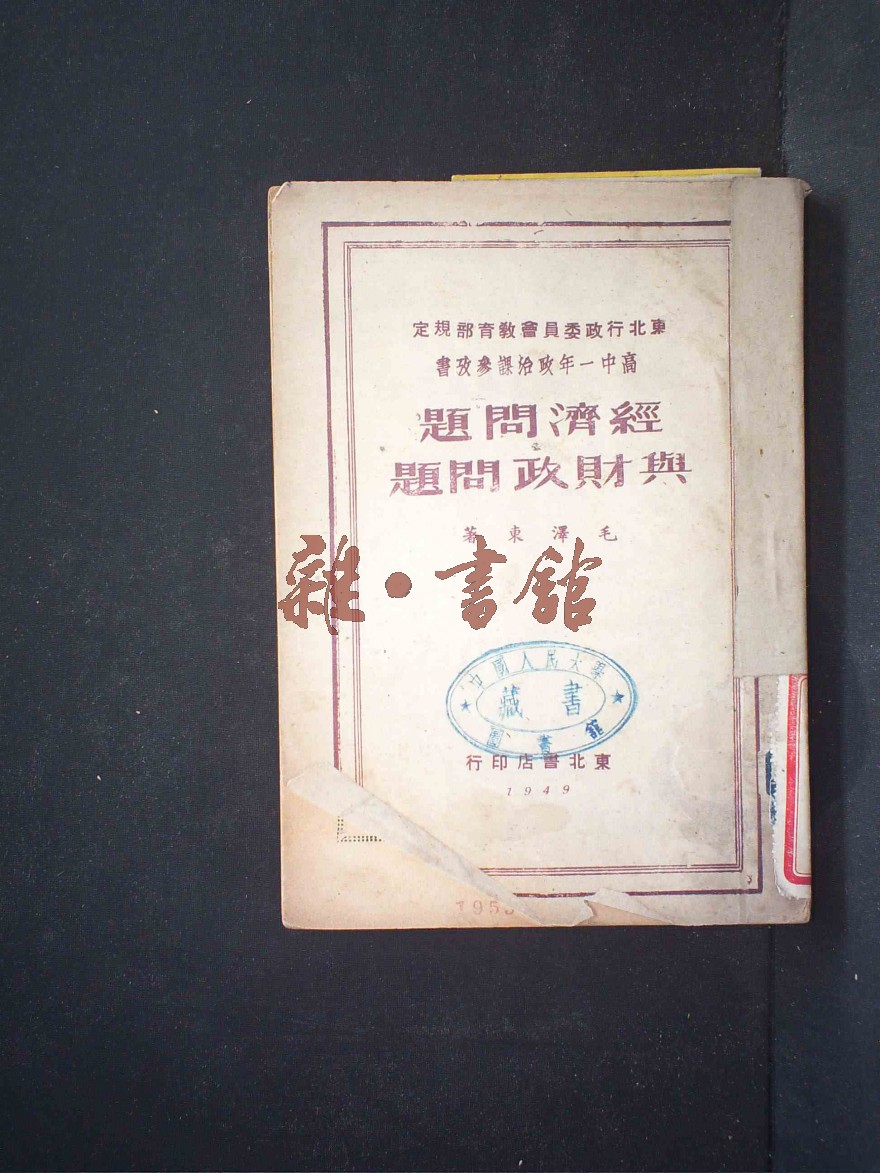 東北行政委員會教育部規定
高中一年政治課參攷書
經濟問題
與財政問題
毛澤東著
雜·書館
中國人民大學
藏書
圖書館
東北書店印行
1949
195